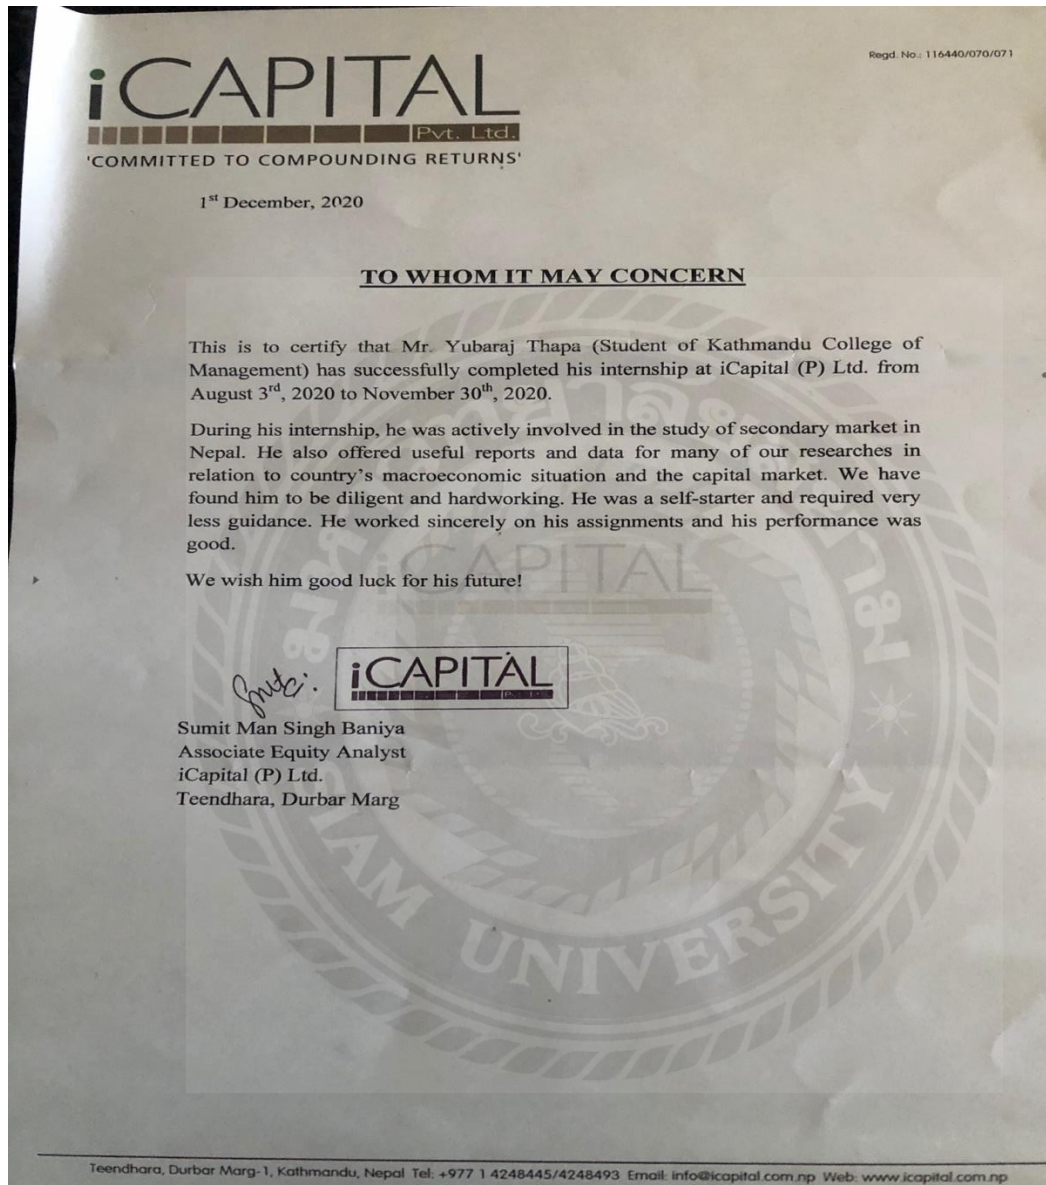 Regd. No.: 116440/070/071
iCAPITAL
Pvt. Ltd.
'COMMITTED TO COMPOUNDING RETURNS'
1st December, 2020
TO WHOM IT MAY CONCERN
This is to certify that Mr. Yubaraj Thapa (Student of Kathmandu College of
Management) has successfully completed his internship at iCapital (P) Ltd. from
August 3rd, 2020 to November 30th, 2020.
During his internship, he was actively involved in the study of secondary market in
Nepal. He also offered useful reports and data for many of our researches in
relation to country's macroeconomic situation and the capital market. We have
found him to be diligent and hardworking. He was a self-starter and required very
less guidance. He worked sincerely on his assignments and his performance was
good.
iCAPITAL
We wish him good luck for his future!
iCAPITAL
Sumit Man Singh Baniya
Associate Equity Analyst
iCapital (P) Ltd.
Teendhara, Durbar Marg
SIAM UNIVERSITY
Teendhara, Durbar Marg-1, Kathmandu, Nepal Tel: +977 1 4248445/4248493 Email: info@icapital.com.np Web: www.icapital.com.np